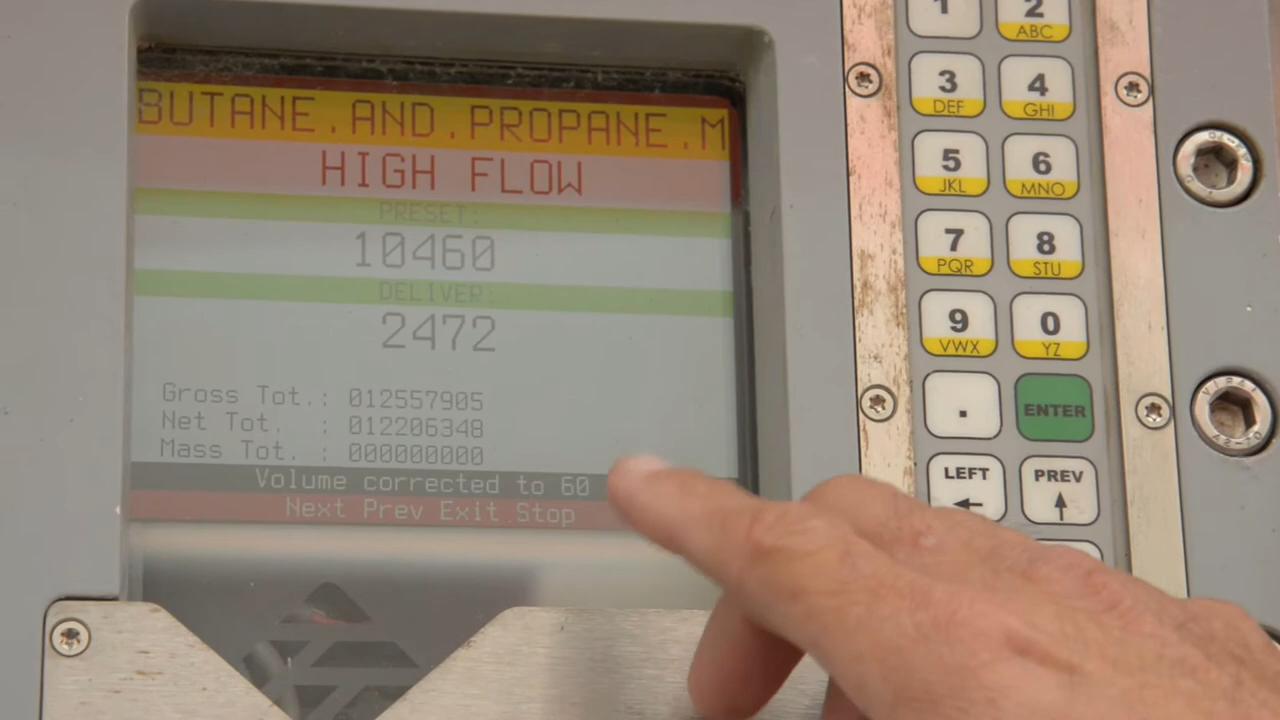 BUTANE.AND.PROPANE.M
HIGH FLOW
PRESET:
10460
DELIVER:
2472
Gross Tot.: 012557905
Net Tot. : 012206348
Mass Tot. : 000000000
Volume corrected to 60
Next Prev Exit Stop
1
2 ABC
3 DEF
4 GHI
5 JKL
6 MNO
7 PQR
8 STU
9 VWX
0 YZ
.
ENTER
LEFT
PREV